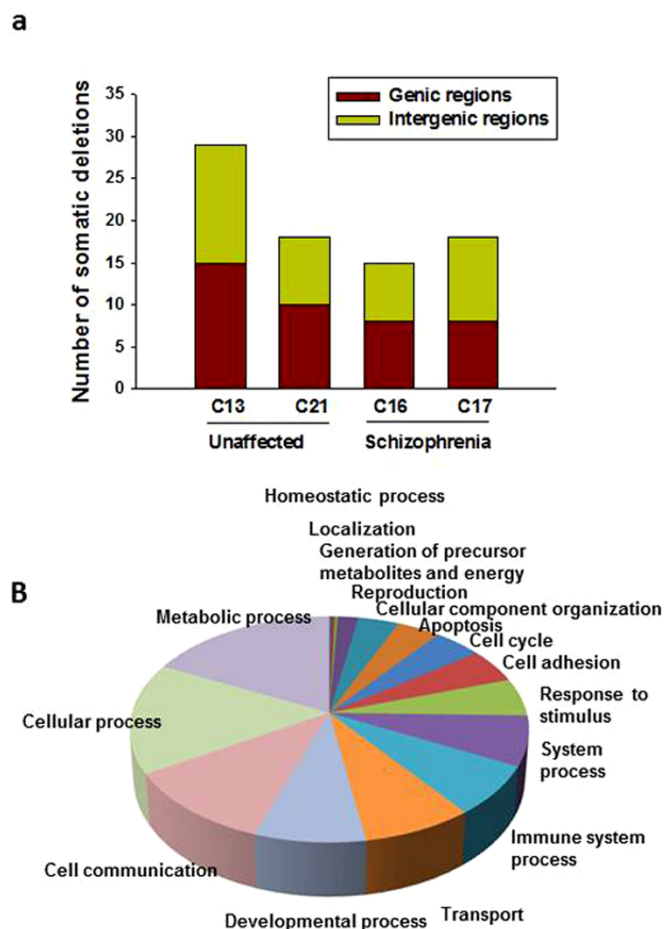 a
Number of somatic deletions
35
30
25
20
15
10
5
0
Genic regions
Intergenic regions
C13 C21 C16 C17
Unaffected Schizophrenia
B
Homeostatic process
Localization
Generation of precursor
metabolites and energy
Reproduction
Cellular component organization
Apoptosis
Cell cycle
Cell adhesion
Response to
stimulus
System
process
Immune system
process
Transport
Developmental process
Cell communication
Cellular process
Metabolic process